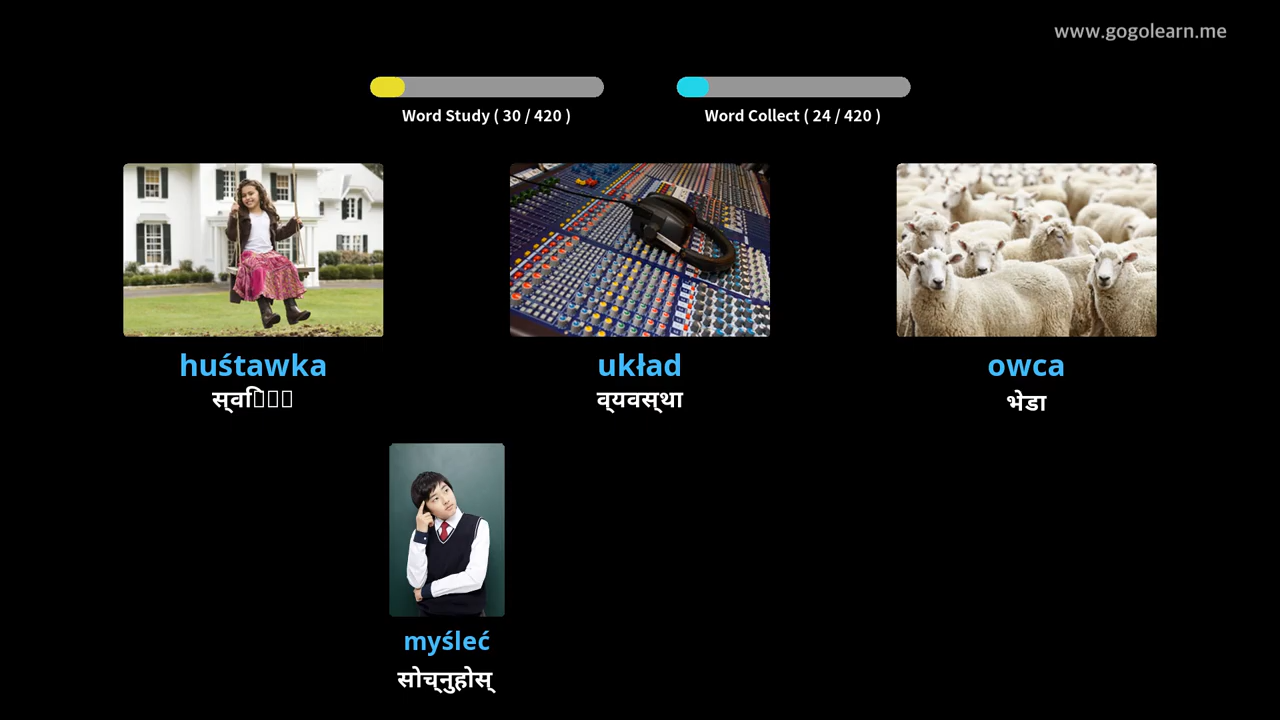 www.gogolearn.me
Word Study ( 30 / 420 )
Word Collect ( 24 / 420 )
huśtawka
układ
owca
व्यवस्था
भेडा
myśleć
सोच्नुहोस्